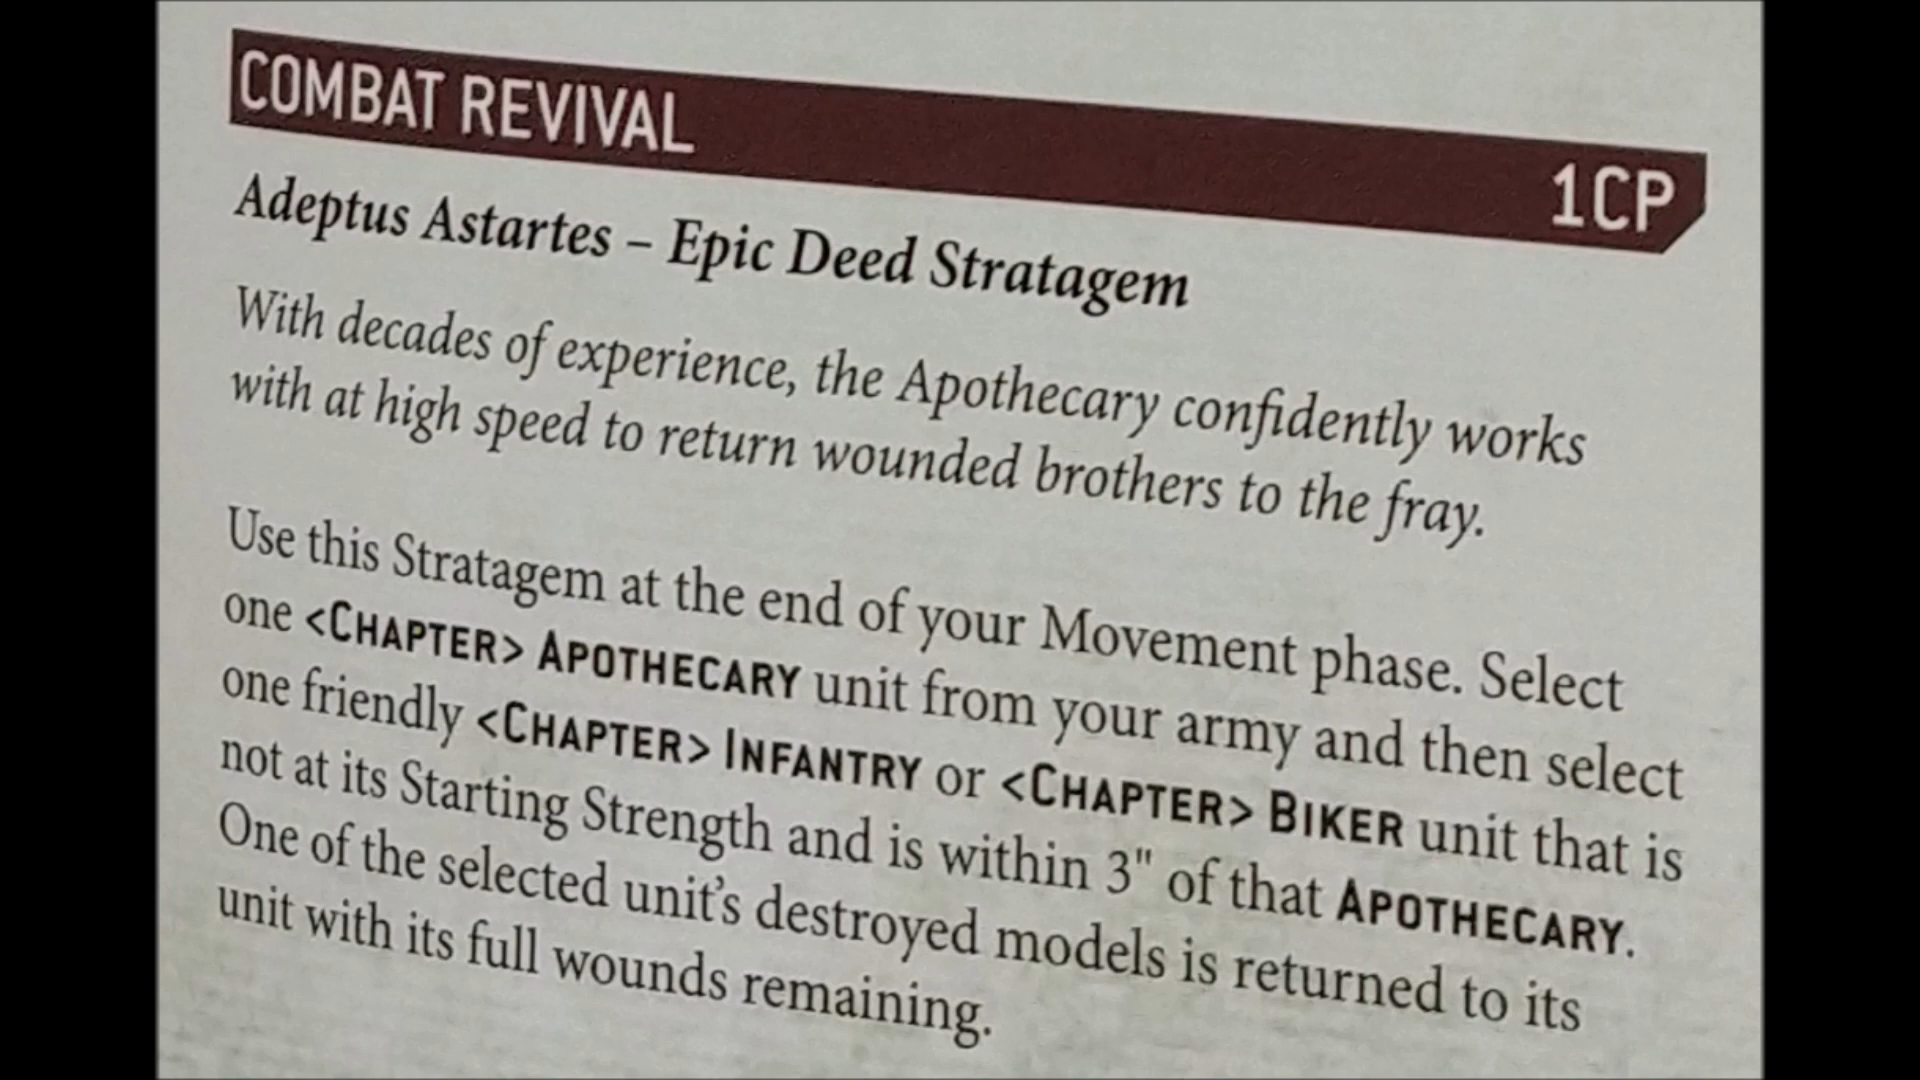 COMBAT REVIVAL 1CP
Adeptus Astartes – Epic Deed Stratagem
With decades of experience, the Apothecary confidently works
with at high speed to return wounded brothers to the fray.
Use this Stratagem at the end of your Movement phase. Select
one <CHAPTER> APOTHECARY unit from your army and then select
one friendly <CHAPTER> INFANTRY or <CHAPTER> BIKER unit that is
not at its Starting Strength and is within 3" of that APOTHECARY.
One of the selected unit's destroyed models is returned to its
unit with its full wounds remaining.